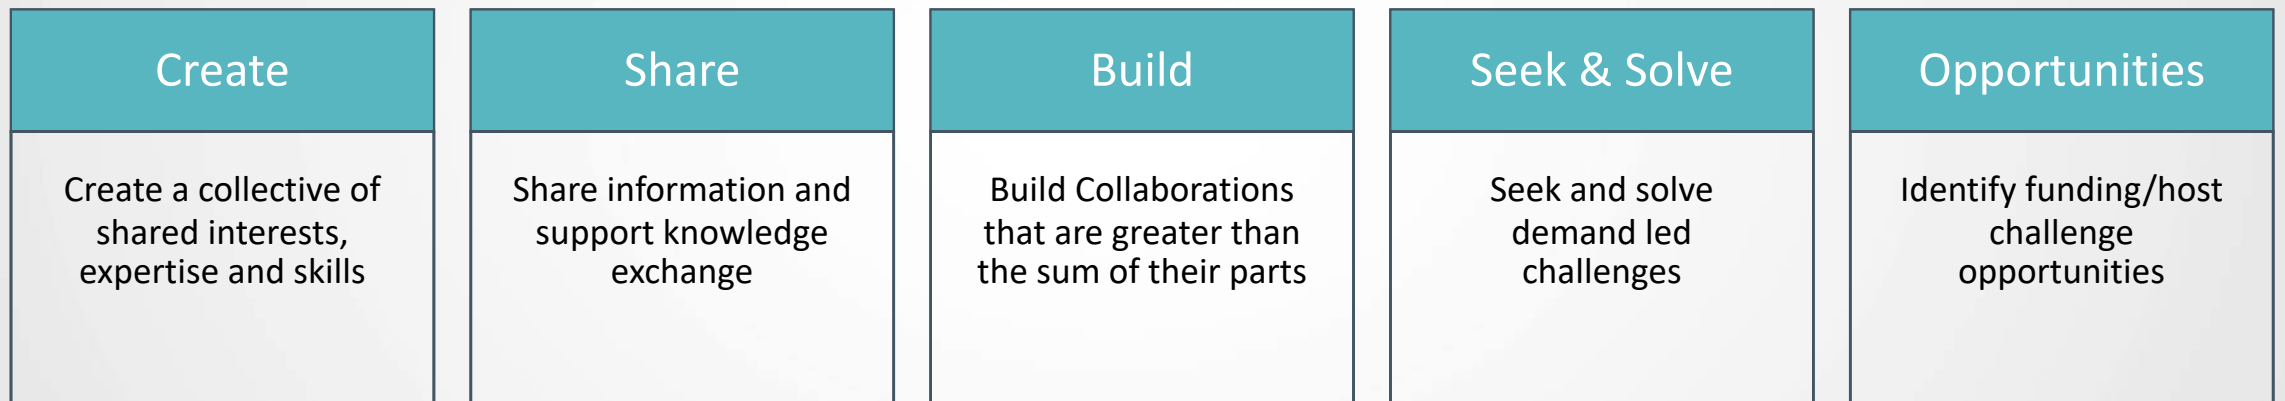 Create
Create a collective of
shared interests,
expertise and skills
Share
Share information and
support knowledge
exchange
Build
Build Collaborations
that are greater than
the sum of their parts
Seek & Solve
Seek and solve
demand led
challenges
Opportunities
Identify funding/host
challenge
opportunities